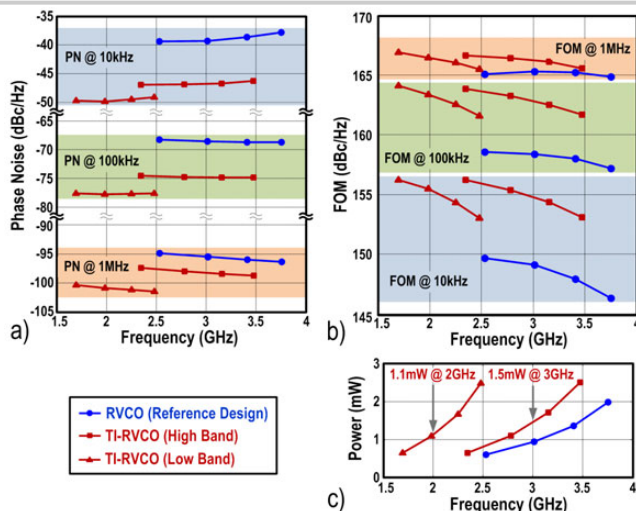 -35
-40
-45
-50
-65
-70
-75
-90
-95
-100
-105
Phase Noise (dBc/Hz)
PN @ 10kHz
PN @ 100kHz
PN @ 1MHz
1.5 2 2.5 3 3.5 4
Frequency (GHz)
a)
170
165
160
155
150
145
FOM (dBc/Hz)
FOM @ 1MHz
FOM @ 100kHz
FOM @ 10kHz
1.5 2 2.5 3 3.5 4
Frequency (GHz)
b)
RVCO (Reference Design)
TI-RVCO (High Band)
TI-RVCO (Low Band)
3
2
1
0
Power (mW)
1.1mW @ 2GHz 1.5mW @ 3GHz
1.5 2 2.5 3 3.5 4
Frequency (GHz)
c)